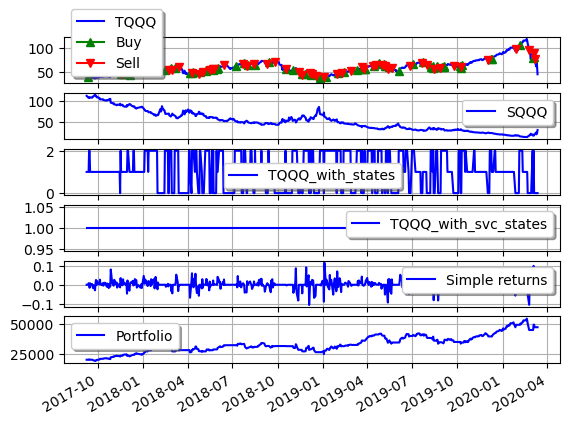 TQQQ
Buy
Sell
100
50
SQQQ
100
50
TQQQ_with_states
2
0
TQQQ_with_svc_states
1.05
1.00
0.95
Simple returns
0.1
0.0
−0.1
Portfolio
50000
25000
2017-10 2018-01 2018-04 2018-07 2018-10 2019-01 2019-04 2019-07 2019-10 2020-01 2020-04